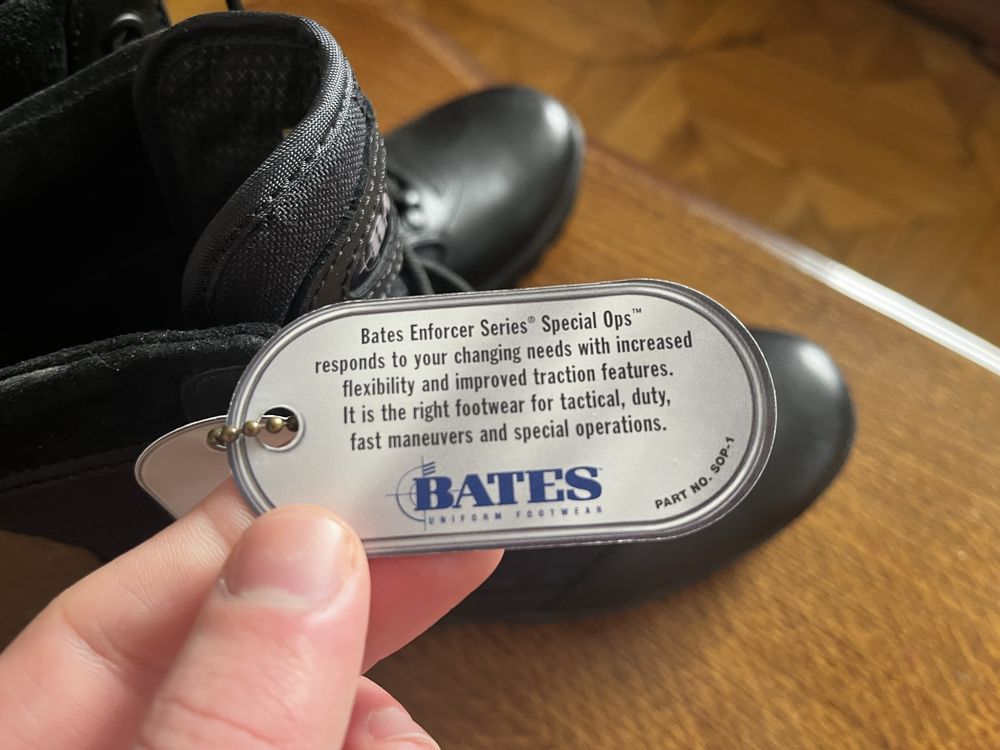 Bates Enforcer Series® Special Ops™
responds to your changing needs with increased
flexibility and improved traction features.
It is the right footwear for tactical, duty,
fast maneuvers and special operations.
BATES
UNIFORM FOOTWEAR
PART NO. SOP-1